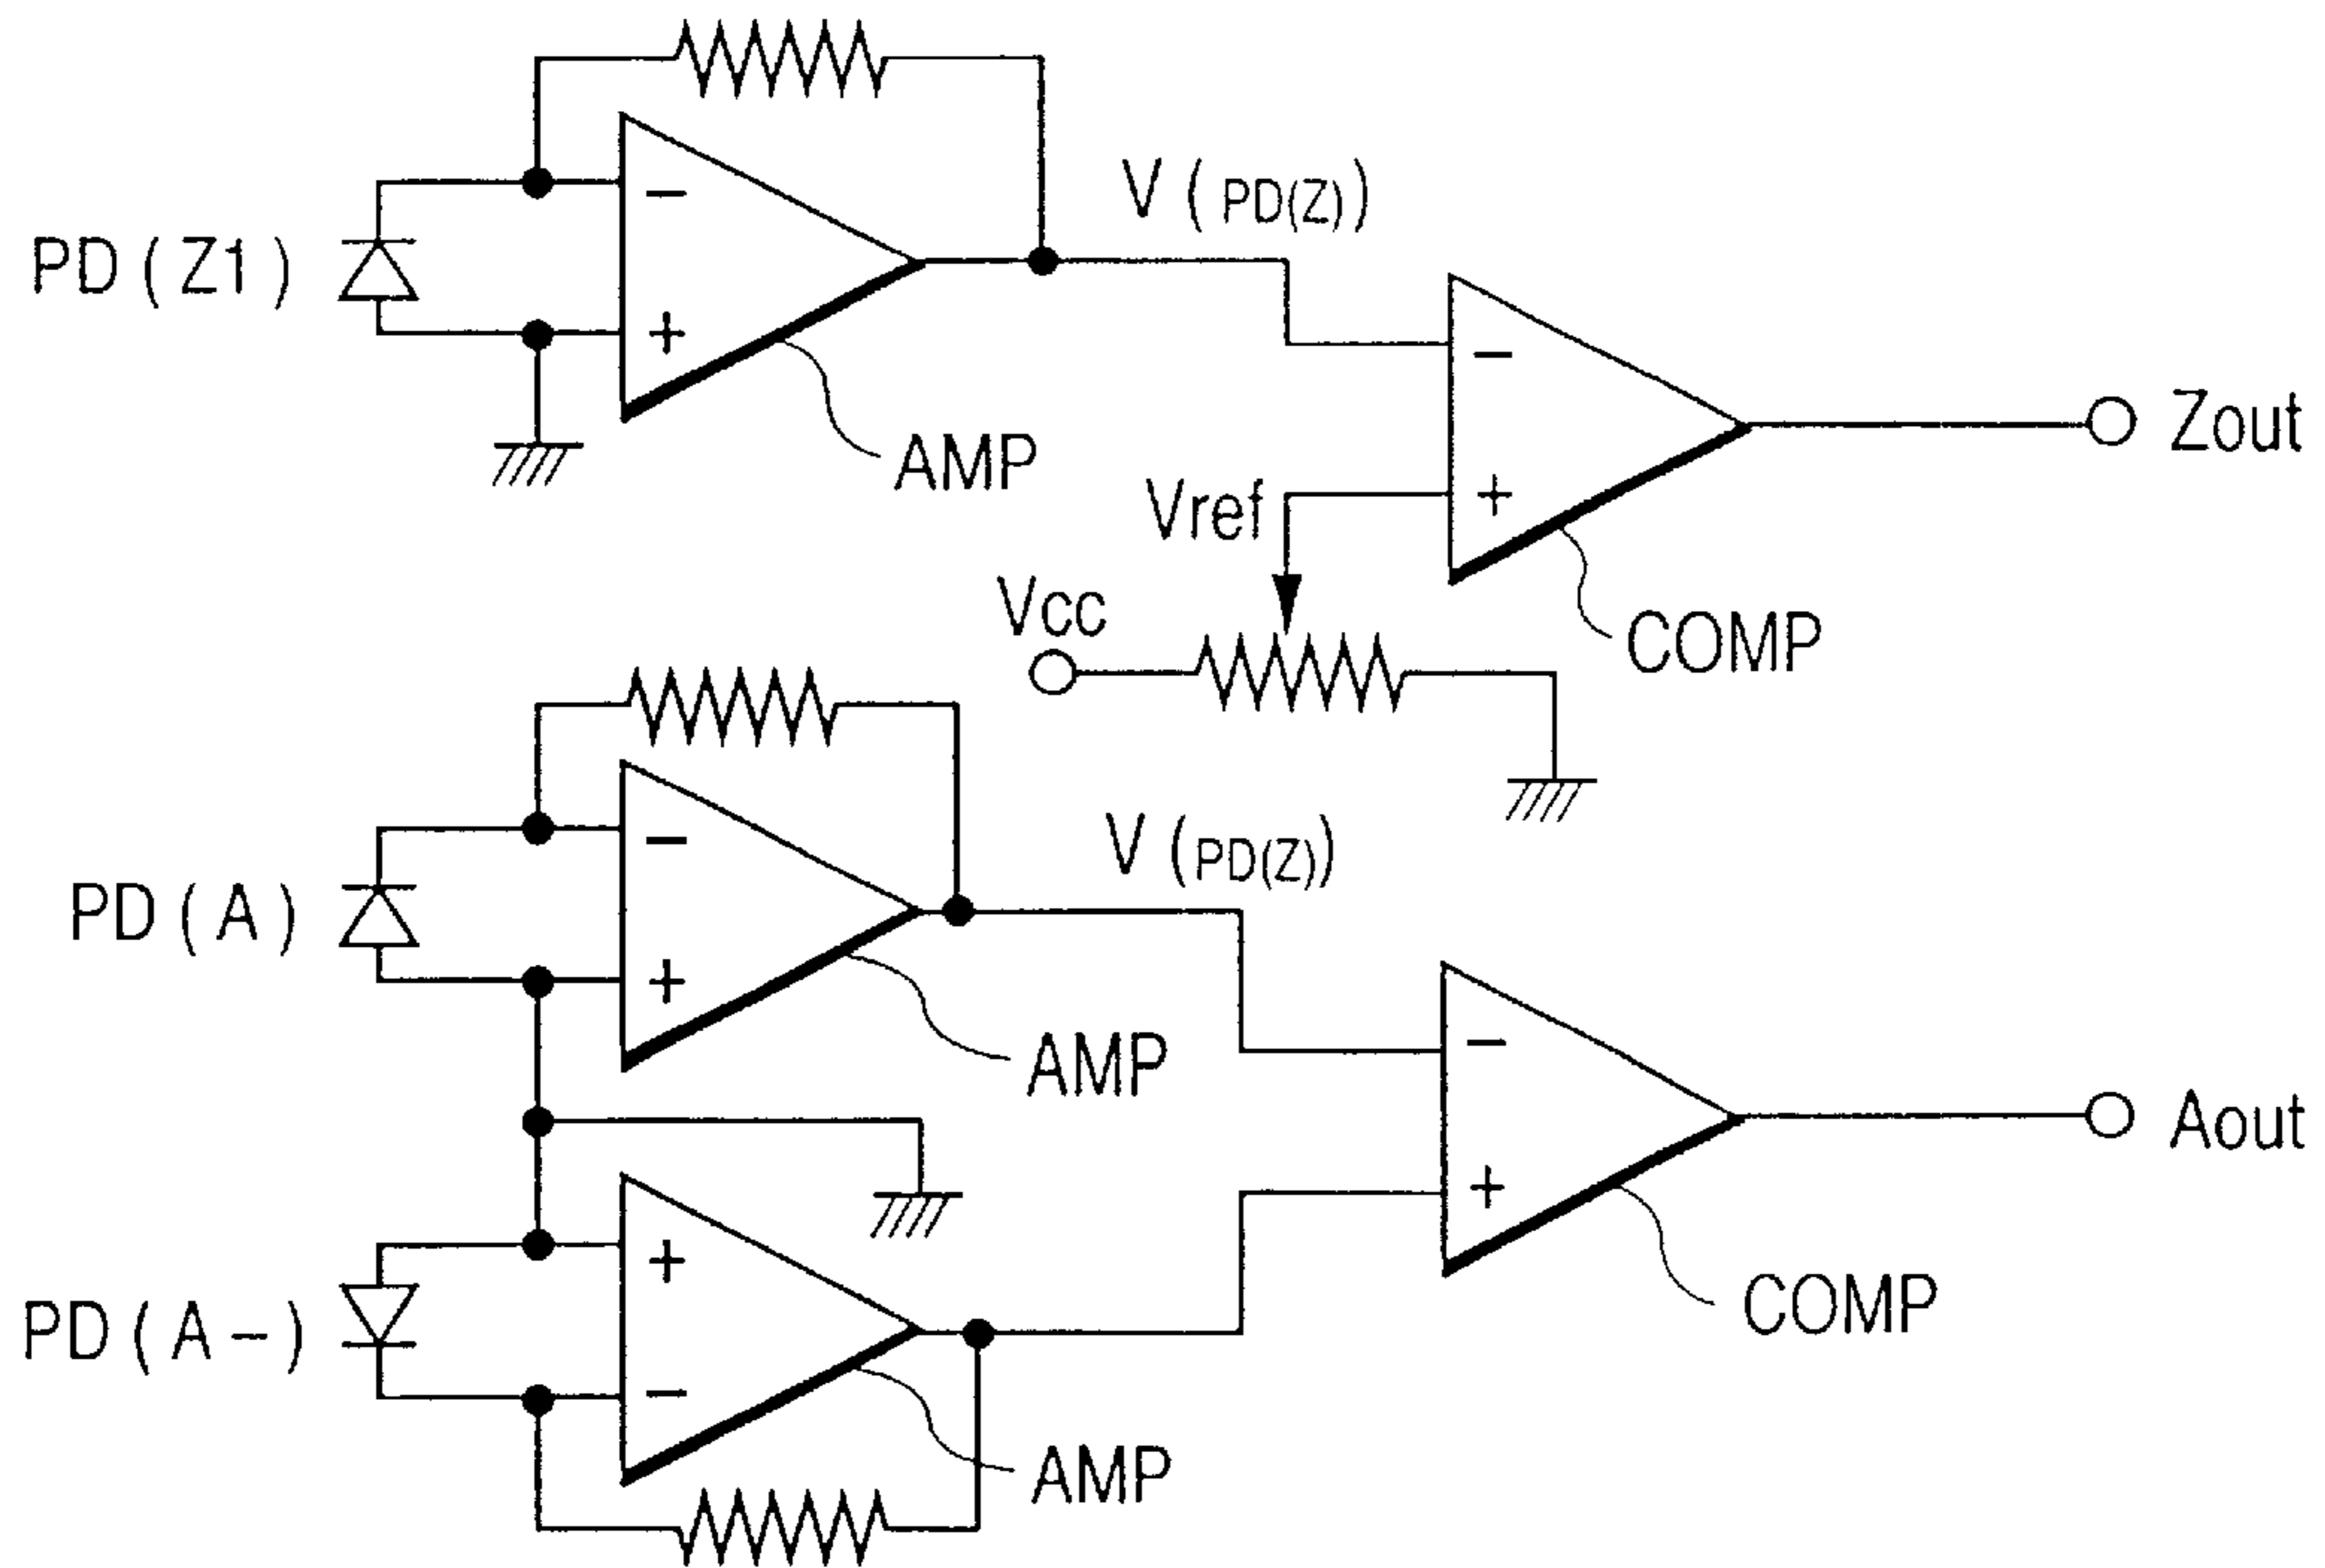 V (PD(Z))
PD (Z1)
−
+
AMP
−
+
Zout
Vref
Vcc
COMP
V (PD(Z))
PD (A)
−
+
AMP
−
+
Aout
COMP
PD (A−)
+
−
AMP